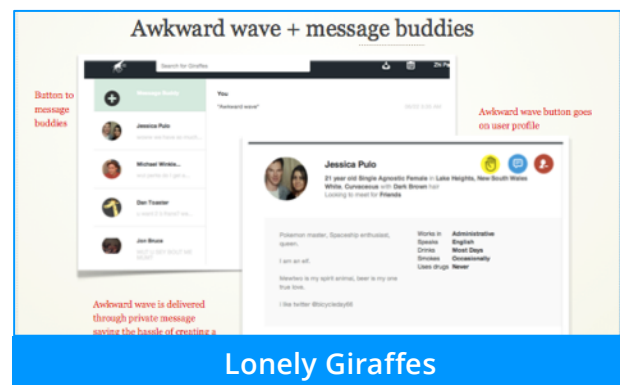 Awkward wave + message buddies
Search for Giraffes
Button to
message
buddies
Message Buddy
You
"Awkward wave"
Jessica Pulo
Michael Winkle...
Dan Toaster
Jon Bruce
Awkward wave button goes
on user profile
Jessica Pulo
21 year old Single Agnostic Female in Lake Heights, New South Wales
White, Curvaceous with Dark Brown hair
Looking to meet for Friends
Pokemon master, Spaceship enthusiast,
queen.
I am an elf.
Mewtwo is my spirit animal, beer is my one
true love.
I like twitter @bicycleday66
Works in Administrative
Speaks English
Drinks Most Days
Smokes Occasionally
Uses drugs Never
Awkward wave is delivered
through private message
saving the hassle of creating a
Lonely Giraffes